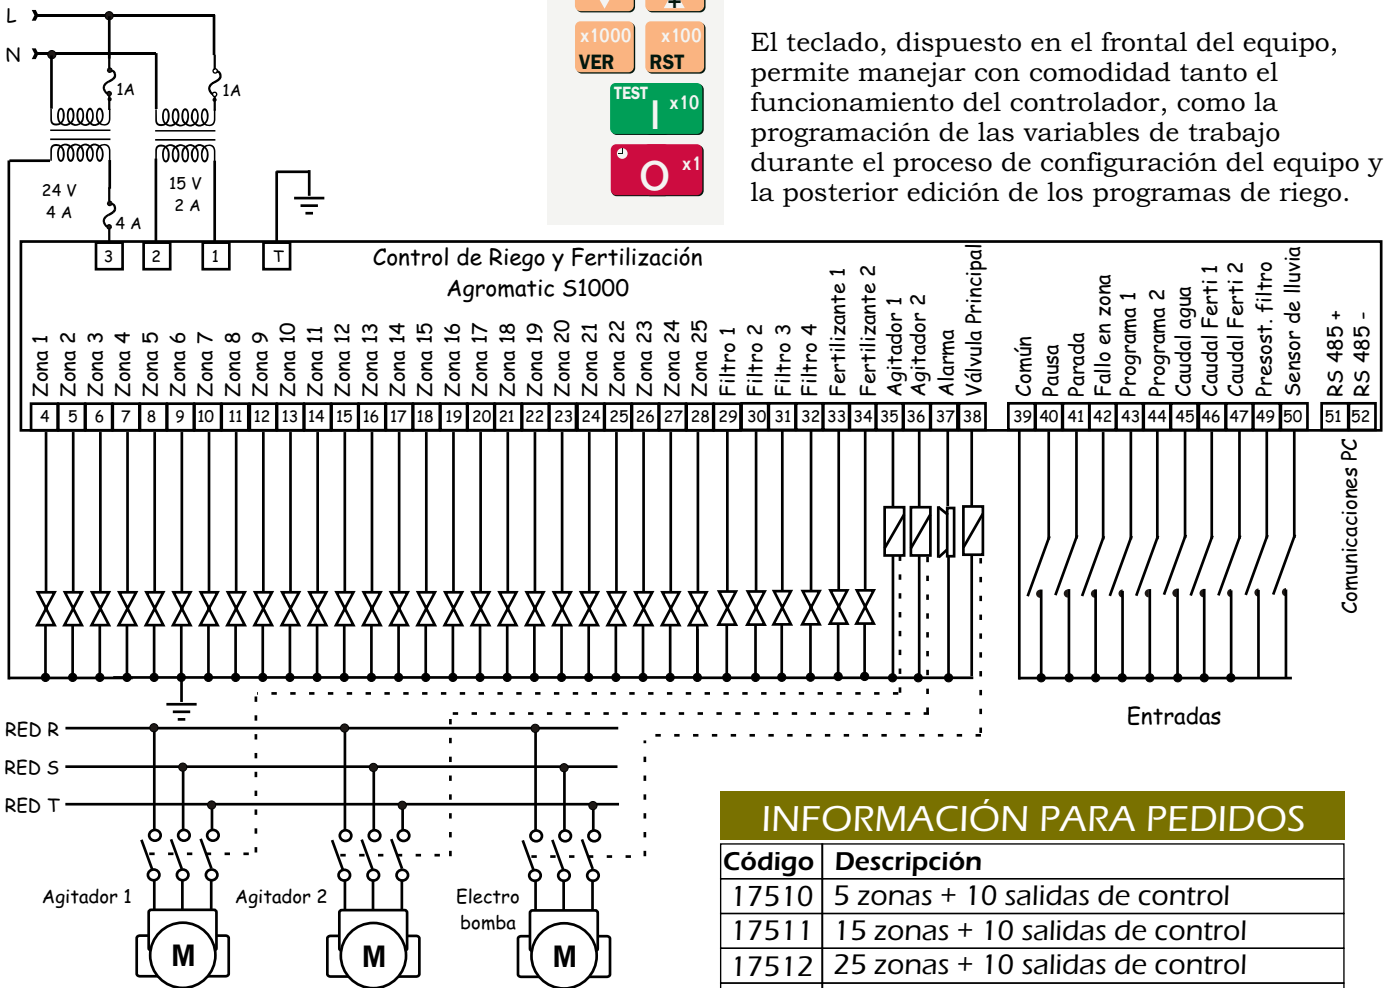 L
N
1A
1A
24 V
4 A
15 V
2 A
4 A
x1000
VER
x100
RST
TEST
I
x10
O
x1
El teclado, dispuesto en el frontal del equipo,
permite manejar con comodidad tanto el
funcionamiento del controlador, como la
programación de las variables de trabajo
durante el proceso de configuración del equipo y
la posterior edición de los programas de riego.
3
2
1
T
Control de Riego y Fertilización
Agromatic S1000
Zona 1
Zona 2
Zona 3
Zona 4
Zona 5
Zona 6
Zona 7
Zona 8
Zona 9
Zona 10
Zona 11
Zona 12
Zona 13
Zona 14
Zona 15
Zona 16
Zona 17
Zona 18
Zona 19
Zona 20
Zona 21
Zona 22
Zona 23
Zona 24
Zona 25
Filtro 1
Filtro 2
Filtro 3
Filtro 4
Fertilizante 1
Fertilizante 2
Agitador 1
Agitador 2
Alarma
Válvula Principal
Común
Pausa
Parada
Fallo en zona
Programa 1
Programa 2
Caudal agua
Caudal Ferti 1
Caudal Ferti 2
Presost. filtro
Sensor de lluvia
RS 485 +
RS 485 -
4 5 6 7 8 9 10 11 12 13 14 15 16 17 18 19 20 21 22 23 24 25 26 27 28 29 30 31 32 33 34 35 36 37 38 39 40 41 42 43 44 45 46 47 49 50 51 52
Comunicaciones PC
Entradas
RED R
RED S
RED T
Agitador 1
Agitador 2
Electro
bomba
M
M
M
INFORMACIÓN PARA PEDIDOS
Código Descripción
17510 5 zonas + 10 salidas de control
17511 15 zonas + 10 salidas de control
17512 25 zonas + 10 salidas de control